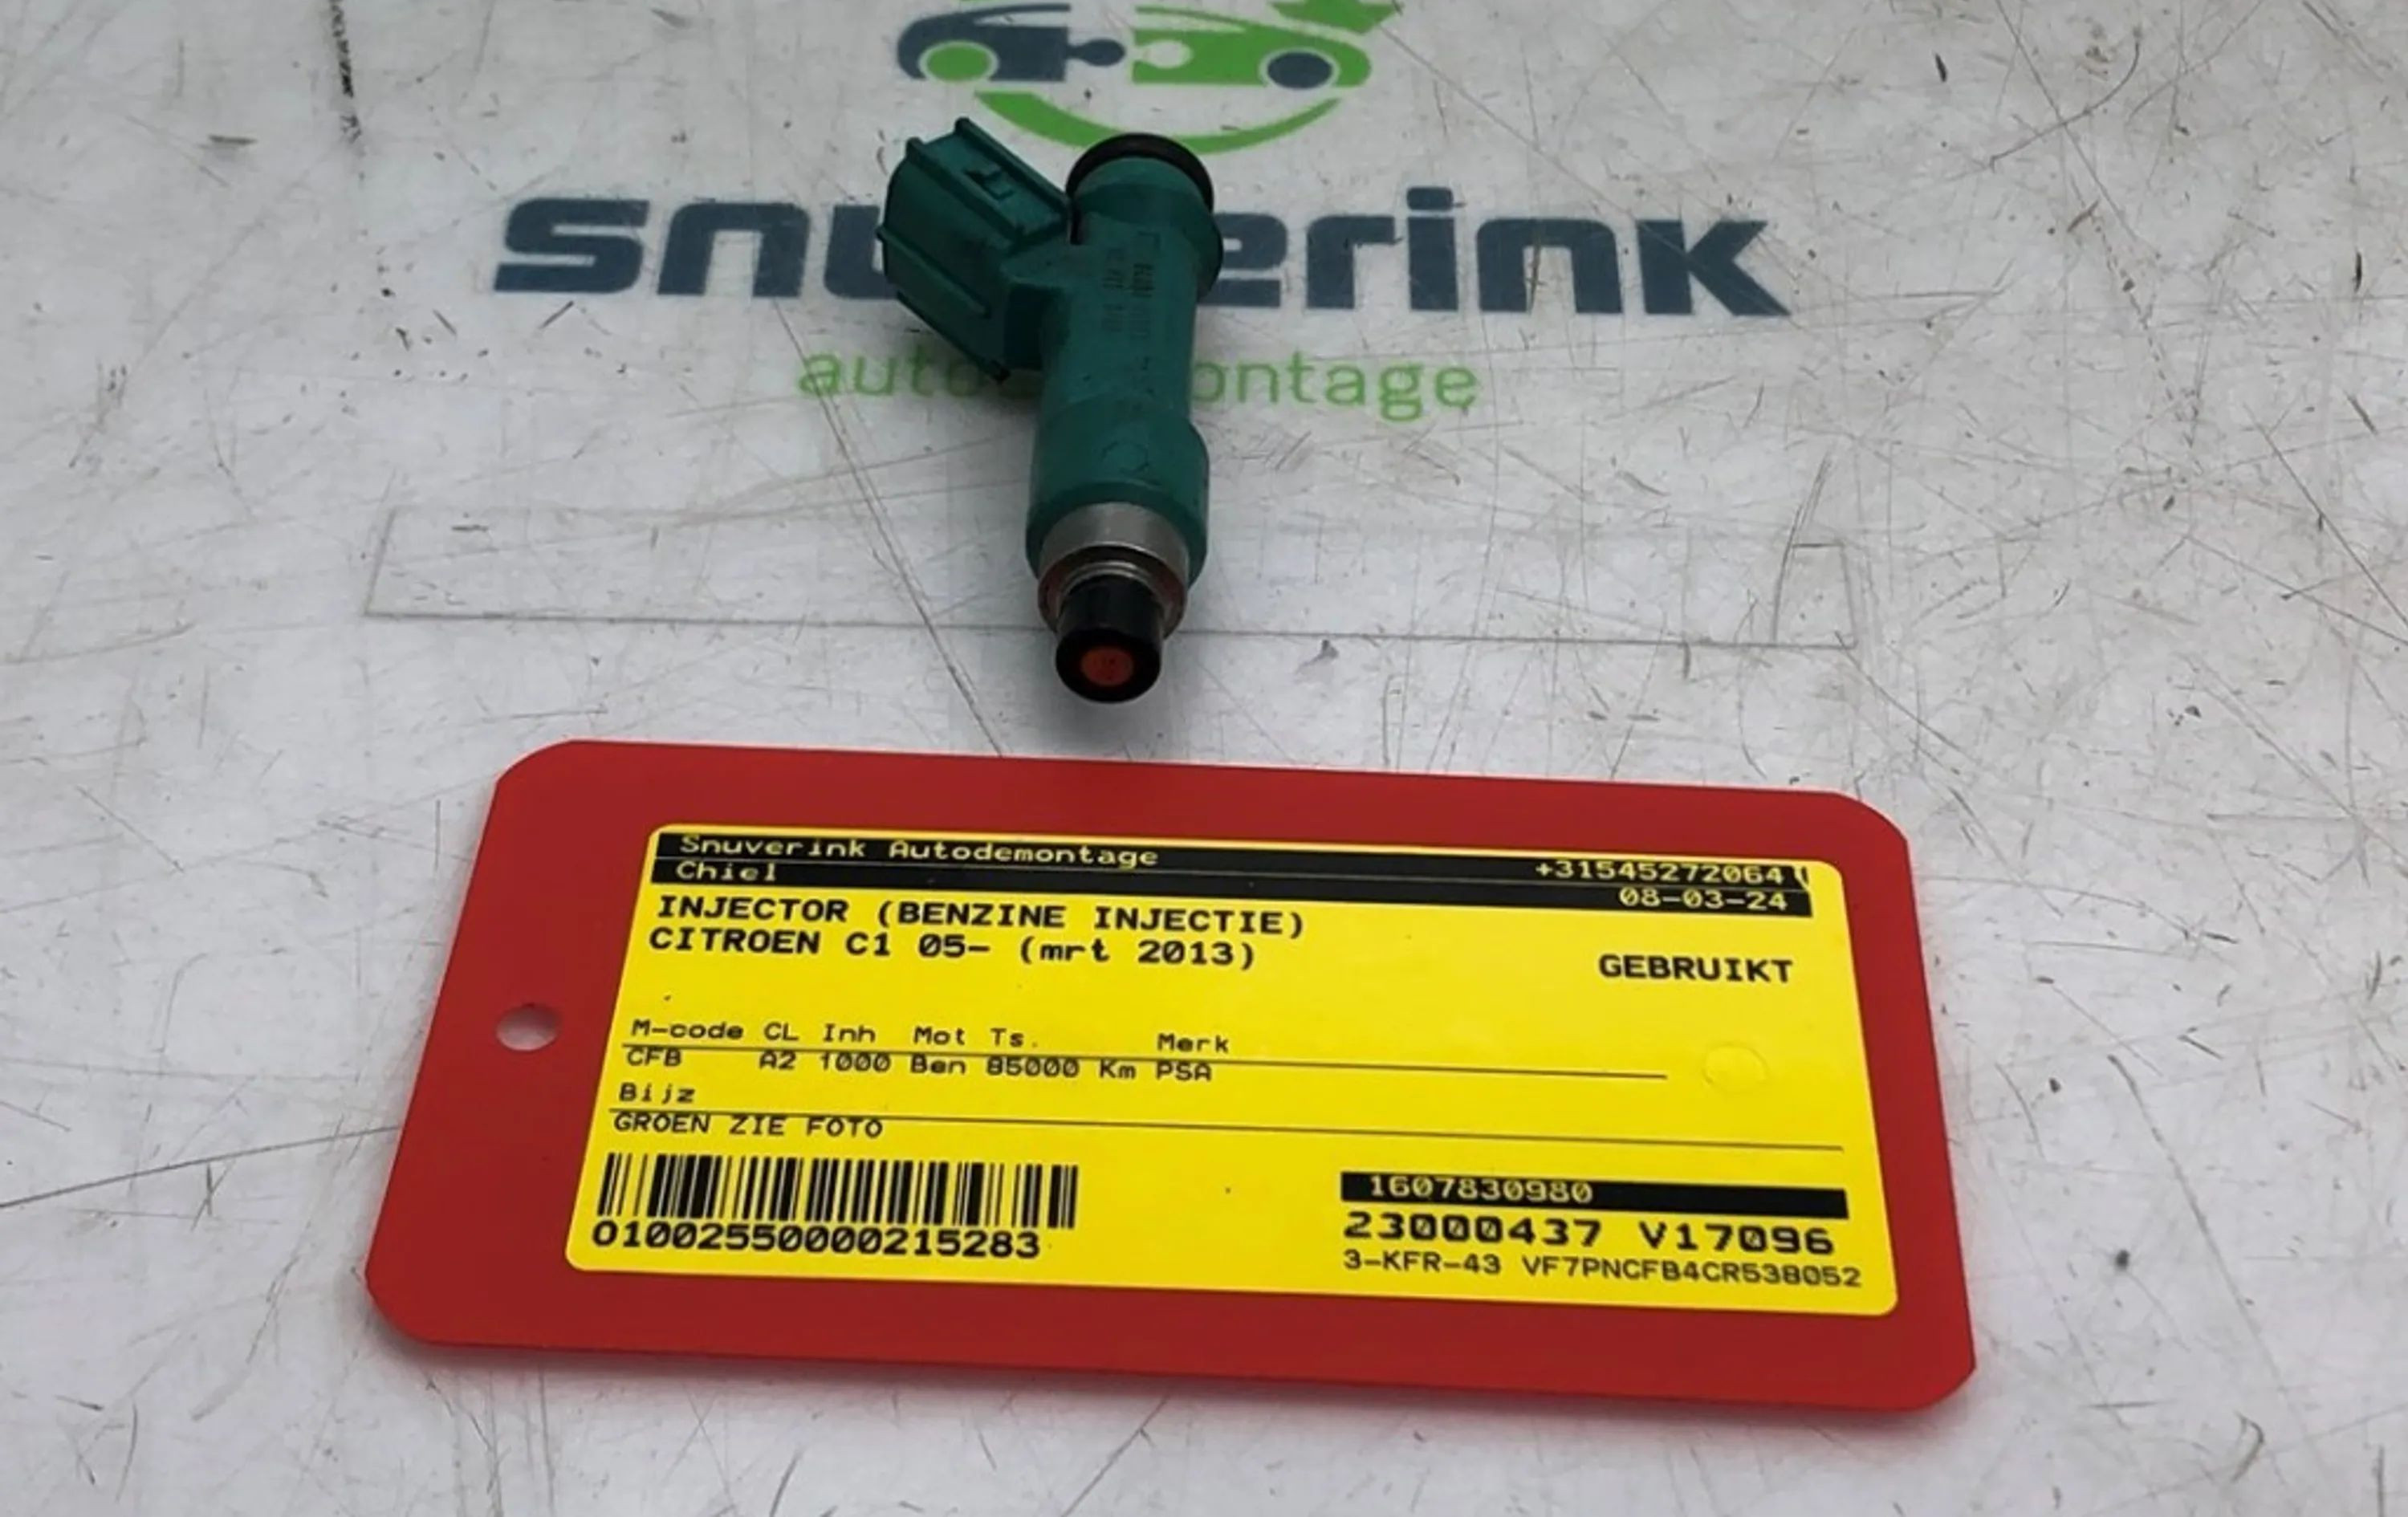 snuverink
autodemontage
Snuverink Autodemontage +31545272064
Chiel 08-03-24
INJECTOR (BENZINE INJECTIE)
CITROEN C1 05- (mrt 2013)
GEBRUIKT
M-code CL Inh Mot Ts. Merk
CFB A2 1000 Ben 85000 Km PSA
Bijz
GROEN ZIE FOTO
01002550000215283
1607830980
23000437 V17096
3-KFR-43 VF7PNCFB4CR538052